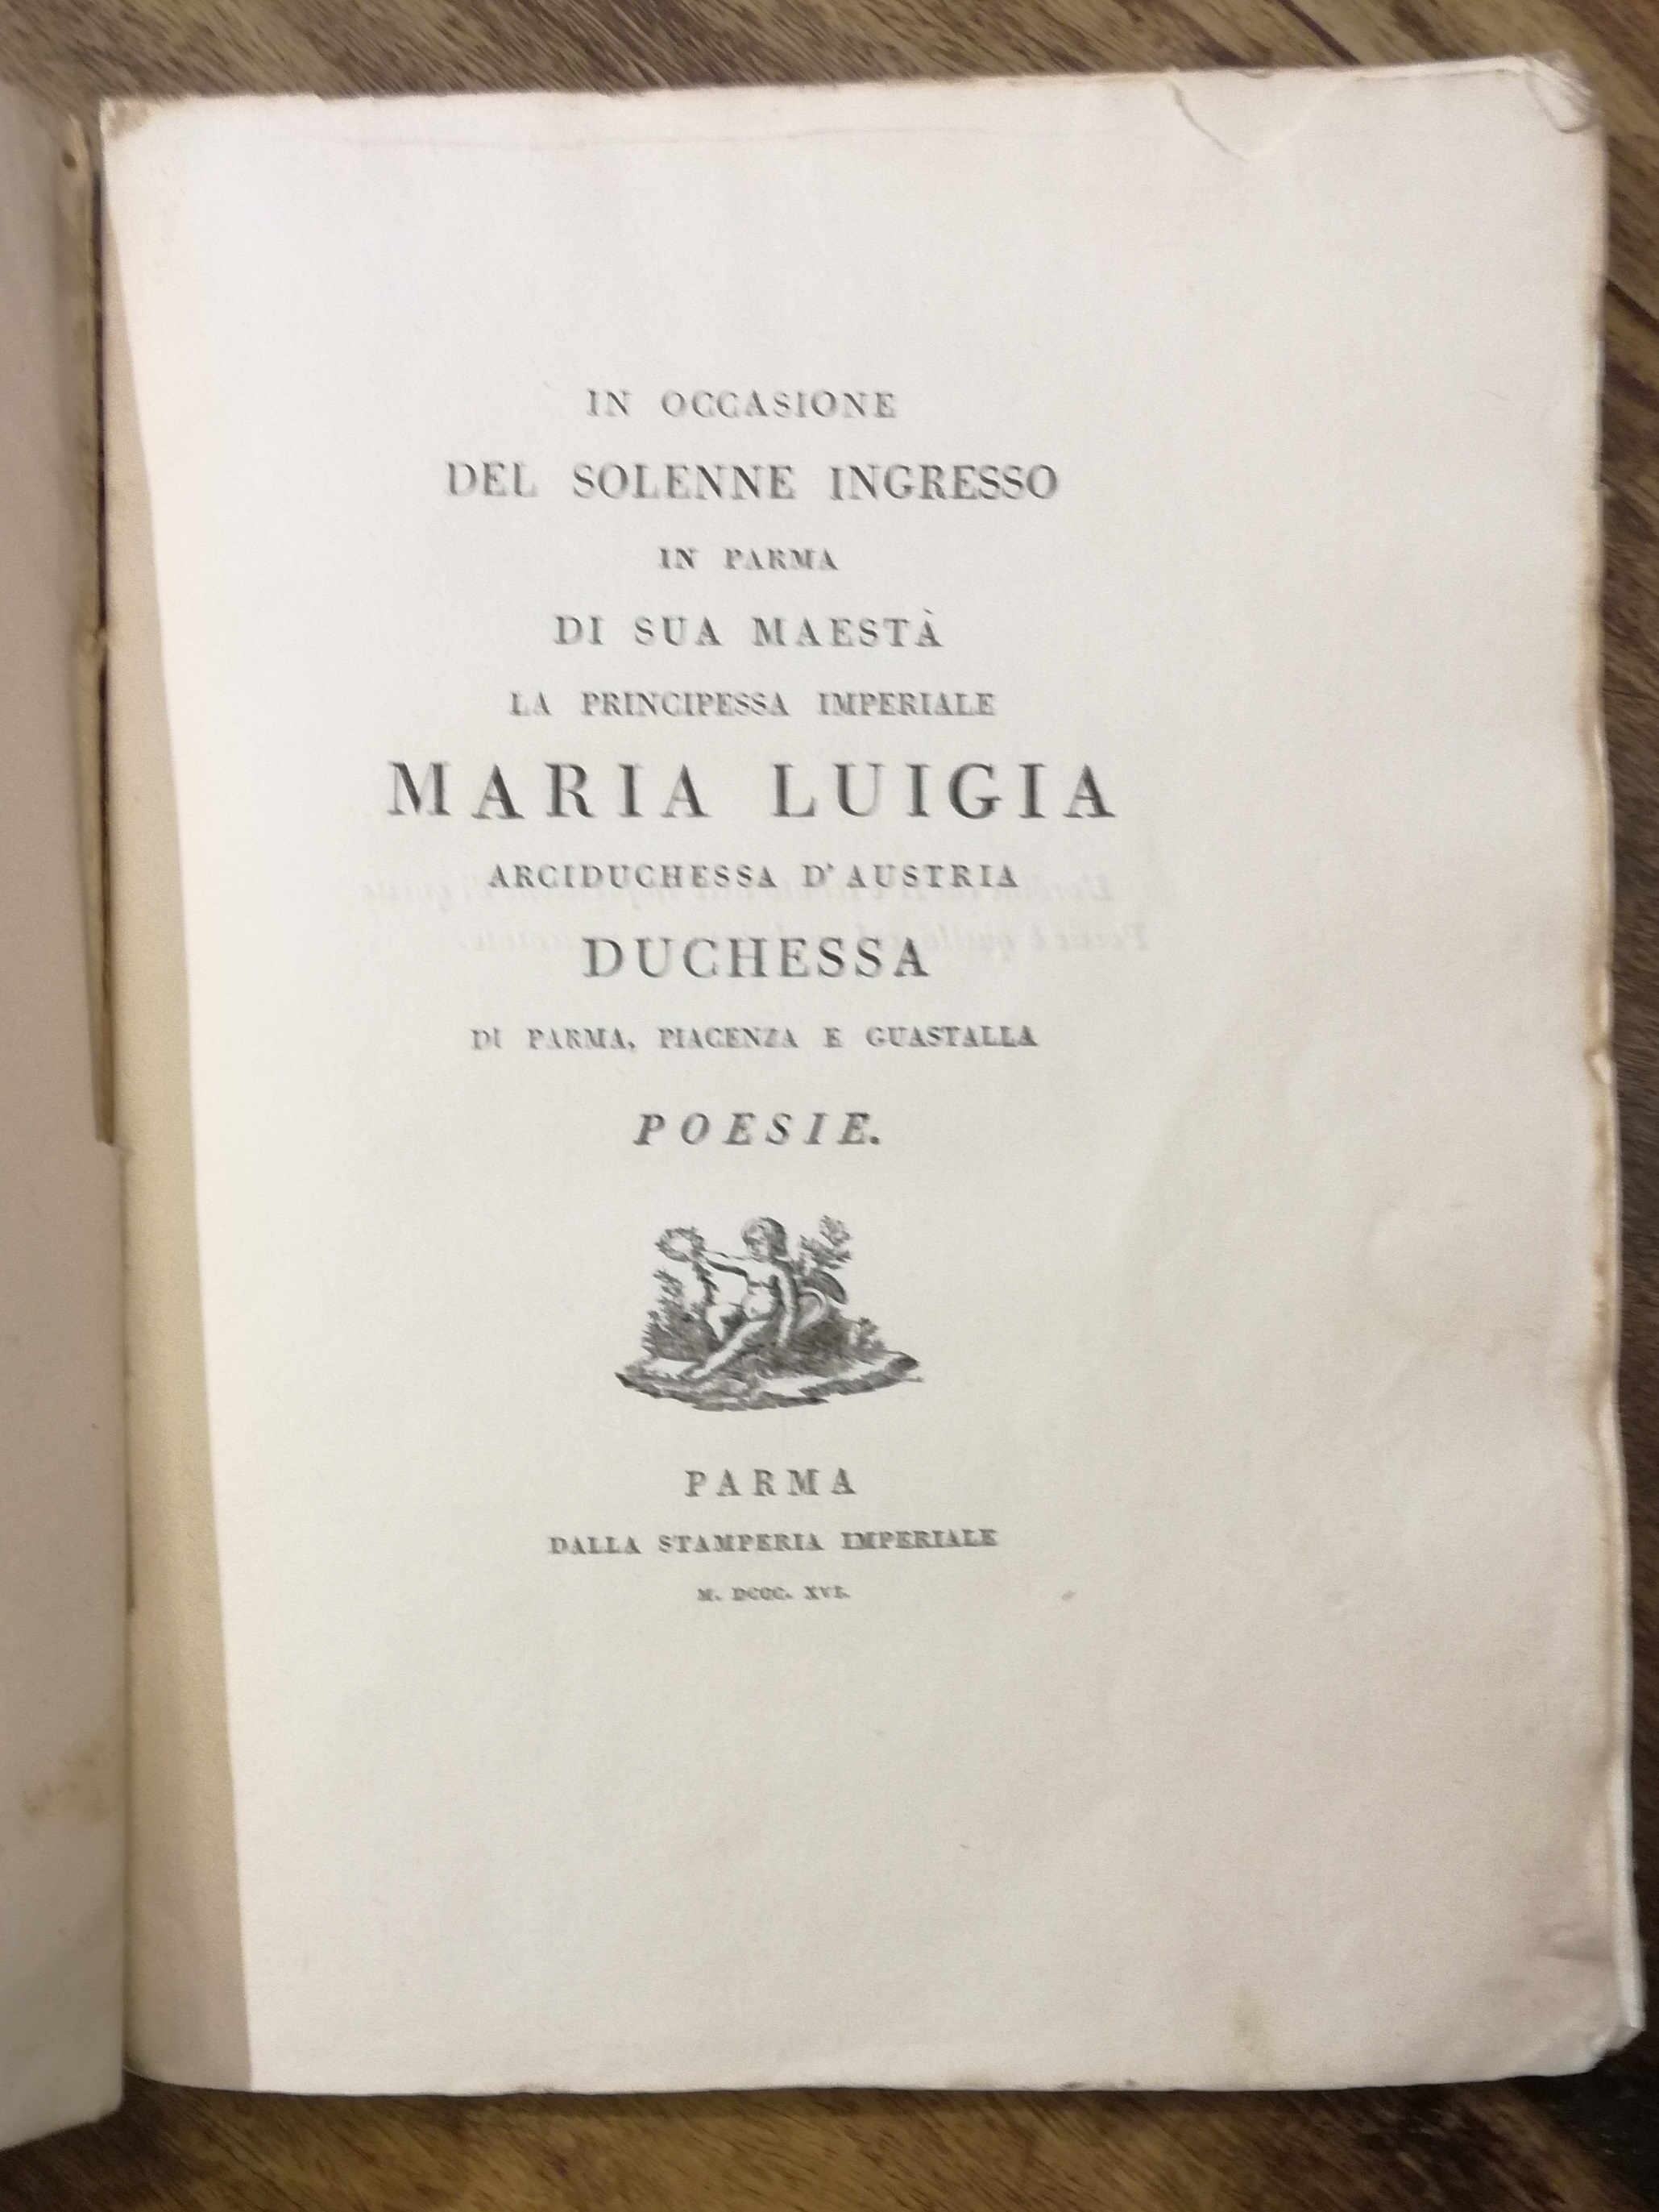 IN OCCASIONE
DEL SOLENNE INGRESSO
IN PARMA
DI SUA MAESTÀ
LA PRINCIPESSA IMPERIALE
MARIA LUIGIA
ARCIDUCHESSA D'AUSTRIA
DUCHESSA
DI PARMA, PIACENZA E GUASTALLA
POESIE.
PARMA
DALLA STAMPERIA IMPERIALE
M. DCCC. XVI.